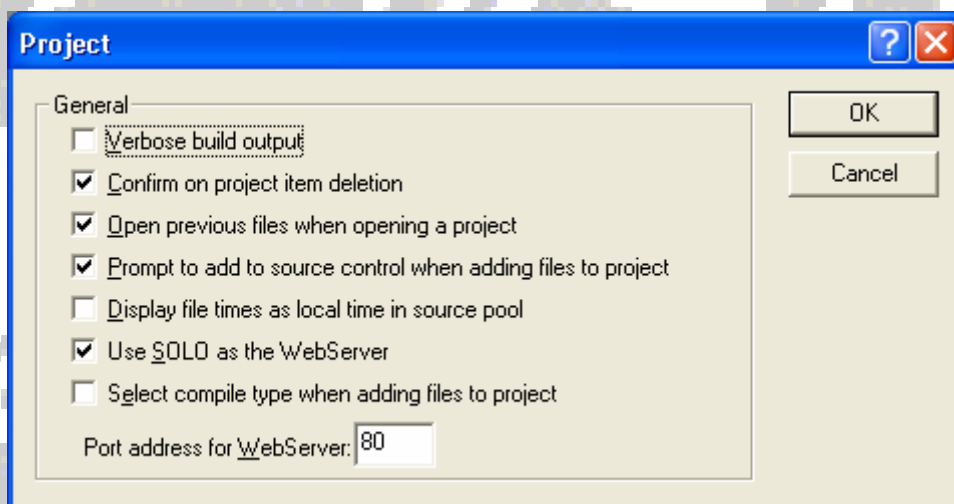 Project
General
Verbose build output
Confirm on project item deletion
Open previous files when opening a project
Prompt to add to source control when adding files to project
Display file times as local time in source pool
Use SOLO as the WebServer
Select compile type when adding files to project
Port address for WebServer: 80
OK
Cancel